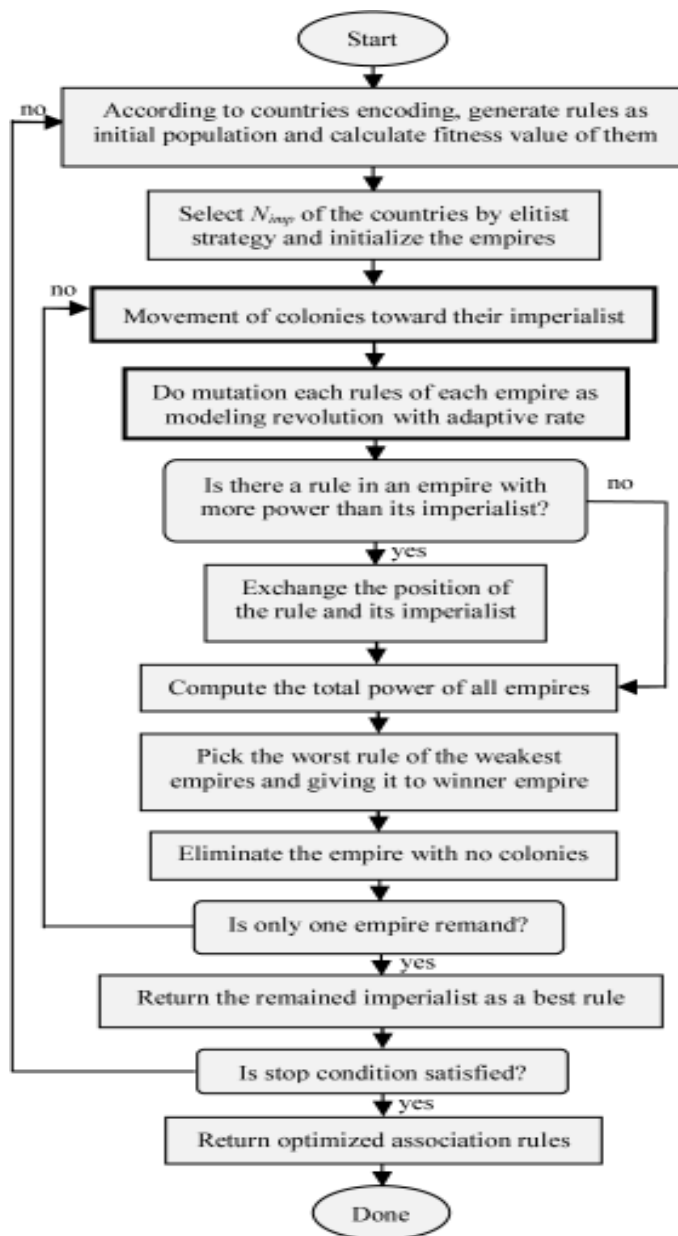 Start
no
According to countries encoding, generate rules as
initial population and calculate fitness value of them
Select Nimp of the countries by elitist
strategy and initialize the empires
no
Movement of colonies toward their imperialist
Do mutation each rules of each empire as
modeling revolution with adaptive rate
Is there a rule in an empire with
more power than its imperialist?
no
yes
Exchange the position of
the rule and its imperialist
Compute the total power of all empires
Pick the worst rule of the weakest
empires and giving it to winner empire
Eliminate the empire with no colonies
Is only one empire remand?
yes
Return the remained imperialist as a best rule
Is stop condition satisfied?
yes
Return optimized association rules
Done